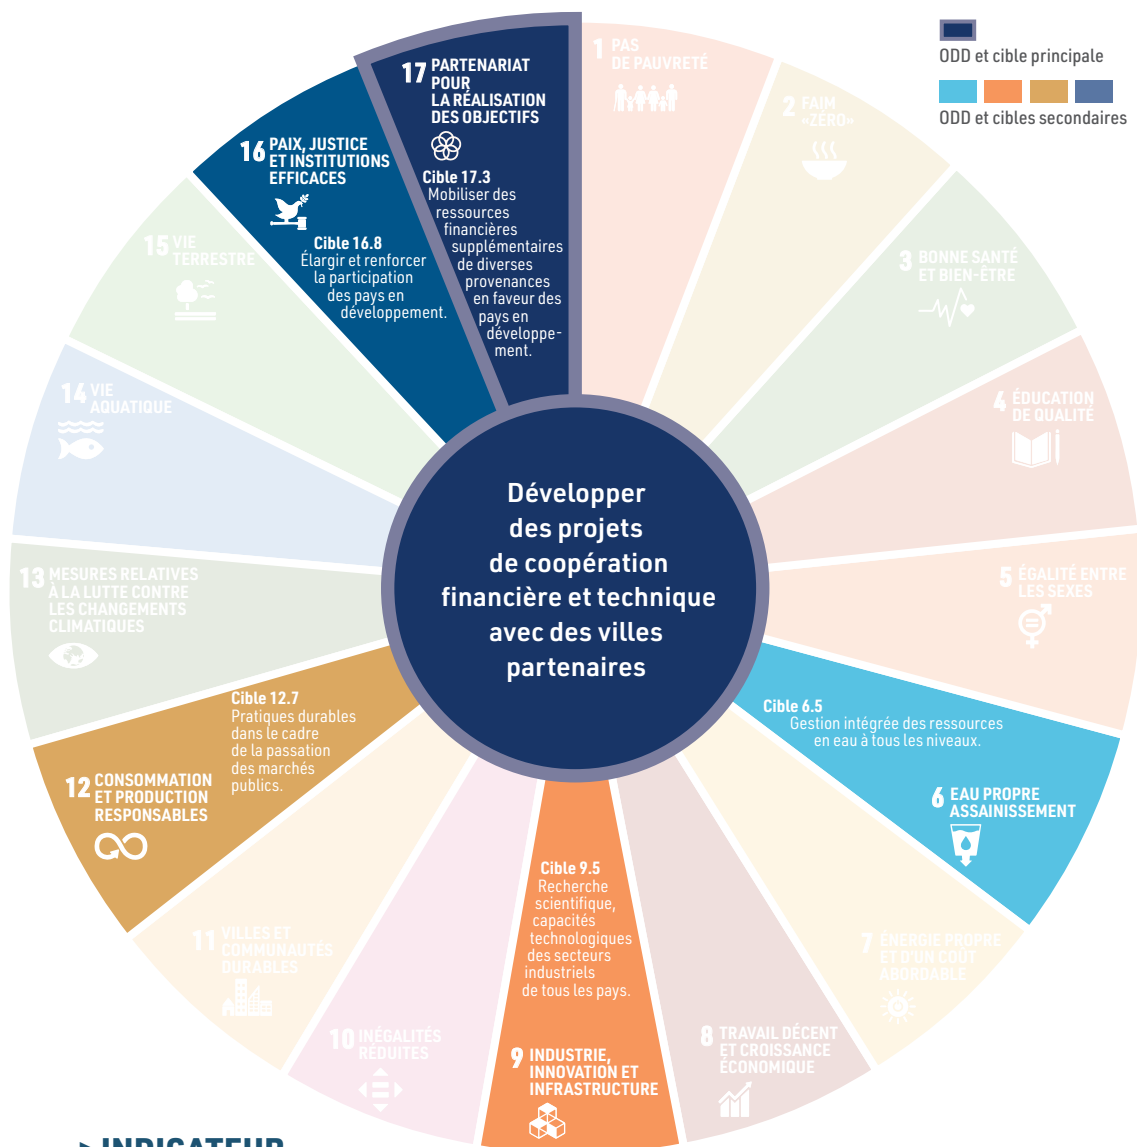 1 PAS
DE PAUVRETÉ
2 FAIM
«ZÉRO»
3 BONNE SANTÉ
ET BIEN-ÊTRE
4 ÉDUCATION
DE QUALITÉ
5 ÉGALITÉ ENTRE
LES SEXES
Cible 6.5
Gestion intégrée des ressources
en eau à tous les niveaux.
6 EAU PROPRE
ASSAINISSEMENT
7 ÉNERGIE PROPRE
ET D'UN COÛT
ABORDABLE
8 TRAVAIL DÉCENT
ET CROISSANCE
ÉCONOMIQUE
Cible 9.5
Recherche
scientifique,
capacités
technologiques
des secteurs
industriels
de tous les pays.
9 INDUSTRIE,
INNOVATION ET
INFRASTRUCTURE
10 INÉGALITÉS
RÉDUITES
11 VILLES ET
COMMUNAUTÉS
DURABLES
Cible 12.7
Pratiques durables
dans le cadre
de la passation
des marchés
publics.
12 CONSOMMATION
ET PRODUCTION
RESPONSABLES
13 MESURES RELATIVES
À LA LUTTE CONTRE
LES CHANGEMENTS
CLIMATIQUES
14 VIE
AQUATIQUE
15 VIE
TERRESTRE
16 PAIX, JUSTICE
ET INSTITUTIONS
EFFICACES
Cible 16.8
Élargir et renforcer
la participation
des pays en
développement.
17 PARTENARIAT
POUR
LA RÉALISATION
DES OBJECTIFS
Cible 17.3
Mobiliser des
ressources
financières
supplémentaires
de diverses
provenances
en faveur des
pays en
développe-
ment.
Développer
des projets
de coopération
financière et technique
avec des villes
partenaires
ODD et cible principale
ODD et cibles secondaires
> INDICATEUR